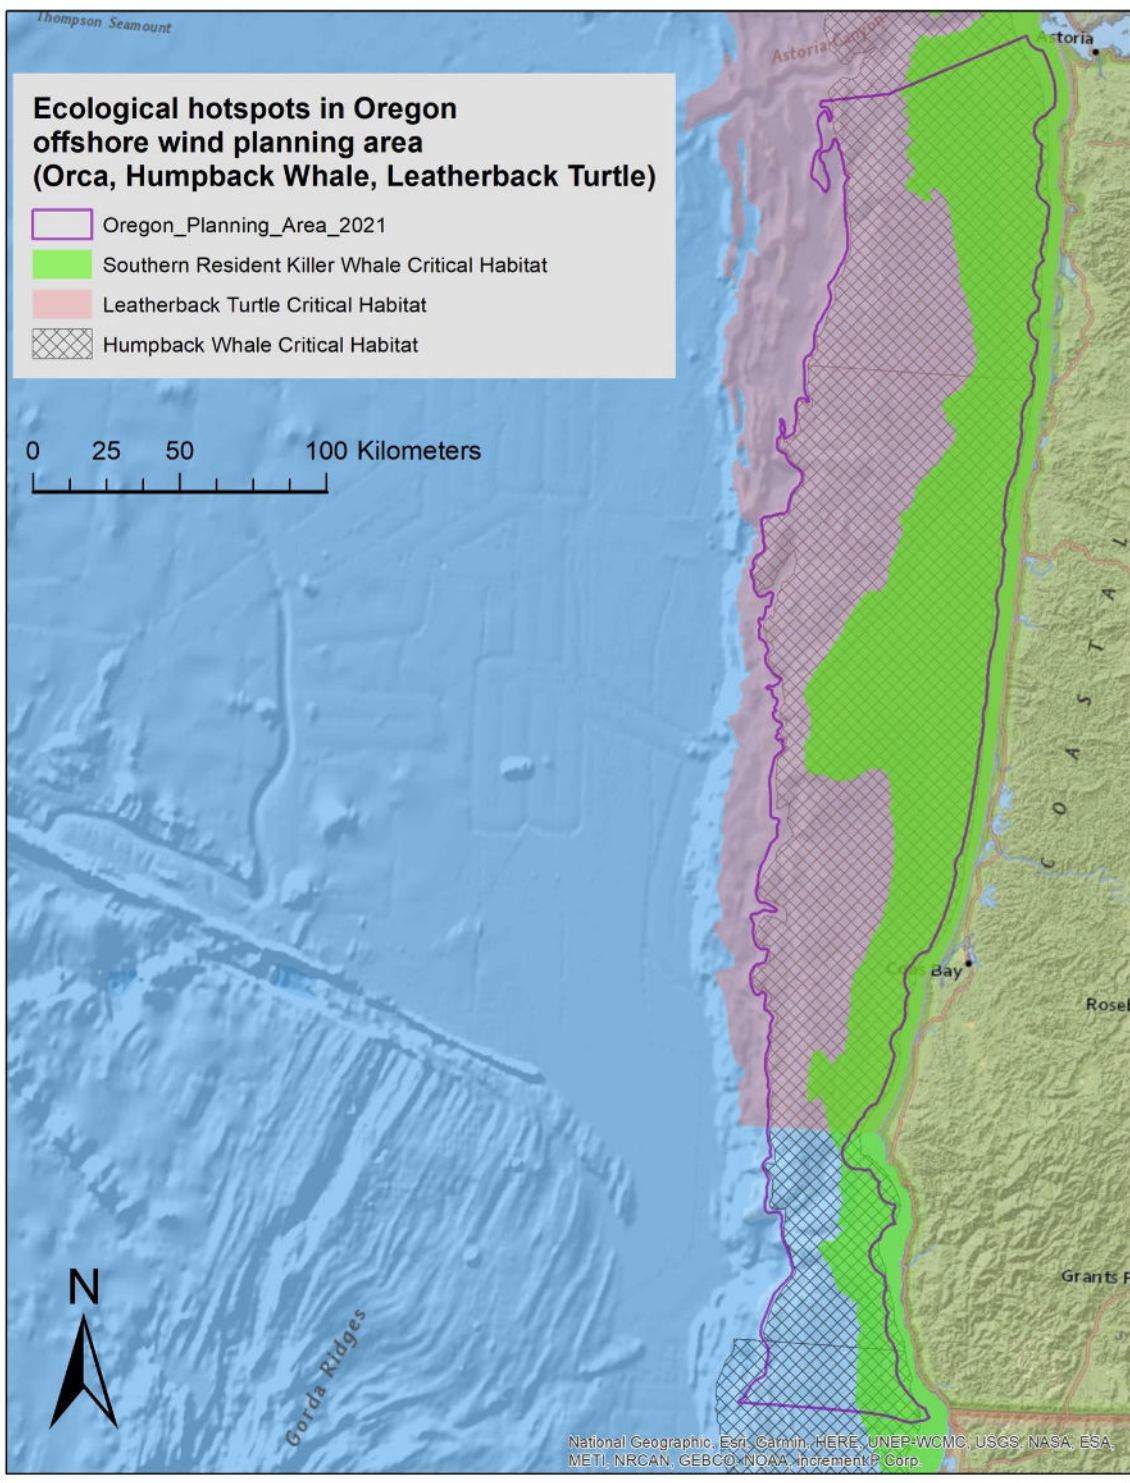 Thompson Seamount
Astoria Canyon
Astoria
Ecological hotspots in Oregon
offshore wind planning area
(Orca, Humpback Whale, Leatherback Turtle)
Oregon_Planning_Area_2021
Southern Resident Killer Whale Critical Habitat
Leatherback Turtle Critical Habitat
Humpback Whale Critical Habitat
0 25 50 100 Kilometers
C O A S T A L
Coos Bay
Rosel
Grants P
N
Gorda Ridges
National Geographic, Esri, Garmin, HERE, UNEP-WCMC, USGS, NASA, ESA,
METI, NRCAN, GEBCO, NOAA, increment P Corp.